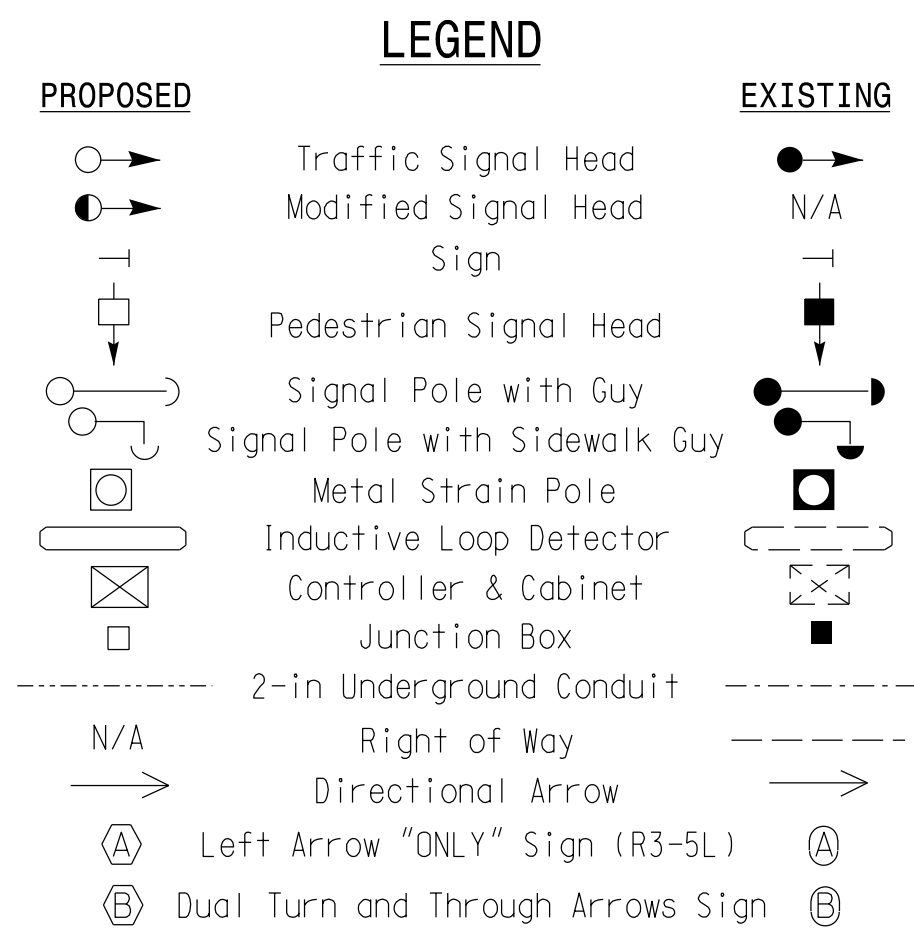 LEGEND
PROPOSED EXISTING
Traffic Signal Head
Modified Signal Head N/A
Sign
Pedestrian Signal Head
Signal Pole with Guy
Signal Pole with Sidewalk Guy
Metal Strain Pole
Inductive Loop Detector
Controller & Cabinet
Junction Box
2-in Underground Conduit
N/A Right of Way
Directional Arrow
A Left Arrow "ONLY" Sign (R3-5L) A
B Dual Turn and Through Arrows Sign B